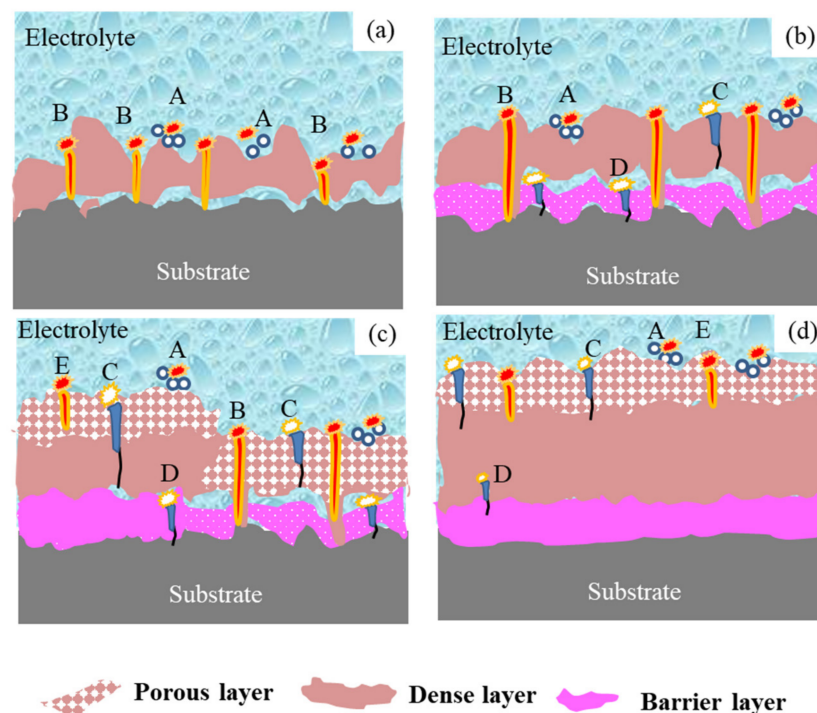 (a)
Electrolyte
A
B B A B
Substrate
(b)
Electrolyte
B A C
D
Substrate
(c)
Electrolyte
A
E C
B C
D
Substrate
(d)
Electrolyte
A E
C
D
Substrate
Porous layer Dense layer Barrier layer